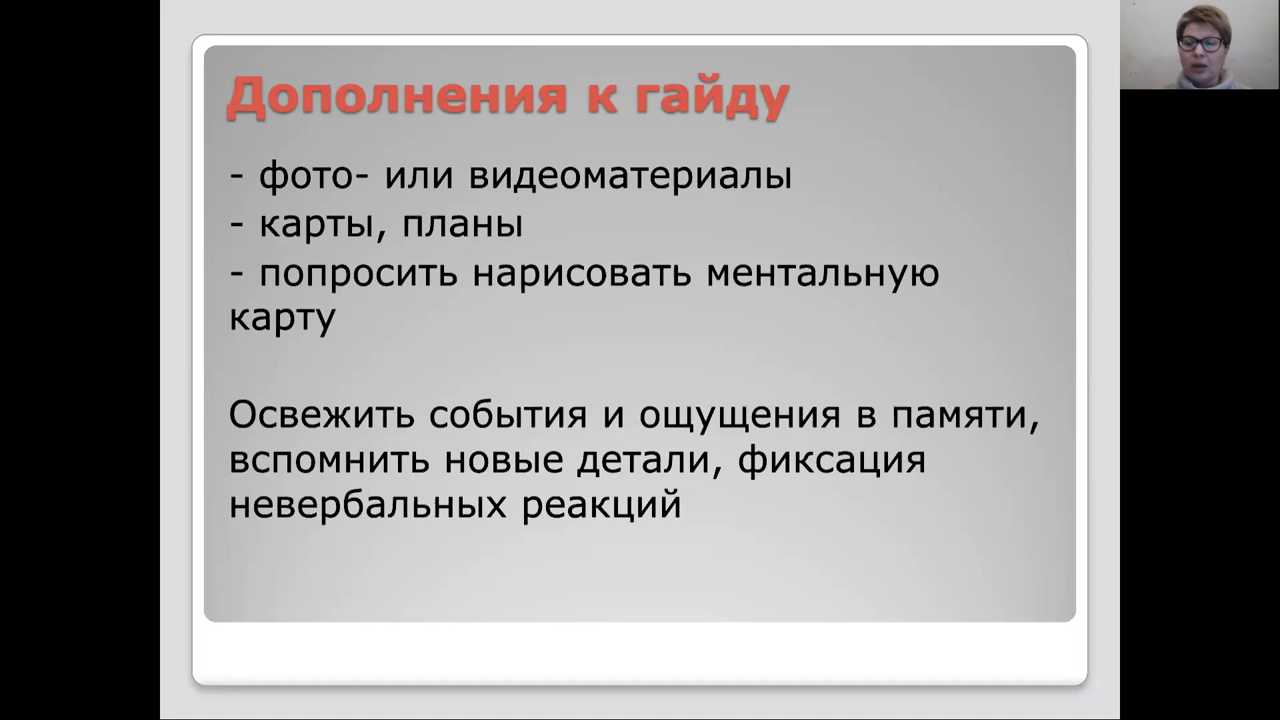 Дополнения к гайду
- фото- или видеоматериалы
- карты, планы
- попросить нарисовать ментальную
карту
Освежить события и ощущения в памяти,
вспомнить новые детали, фиксация
невербальных реакций